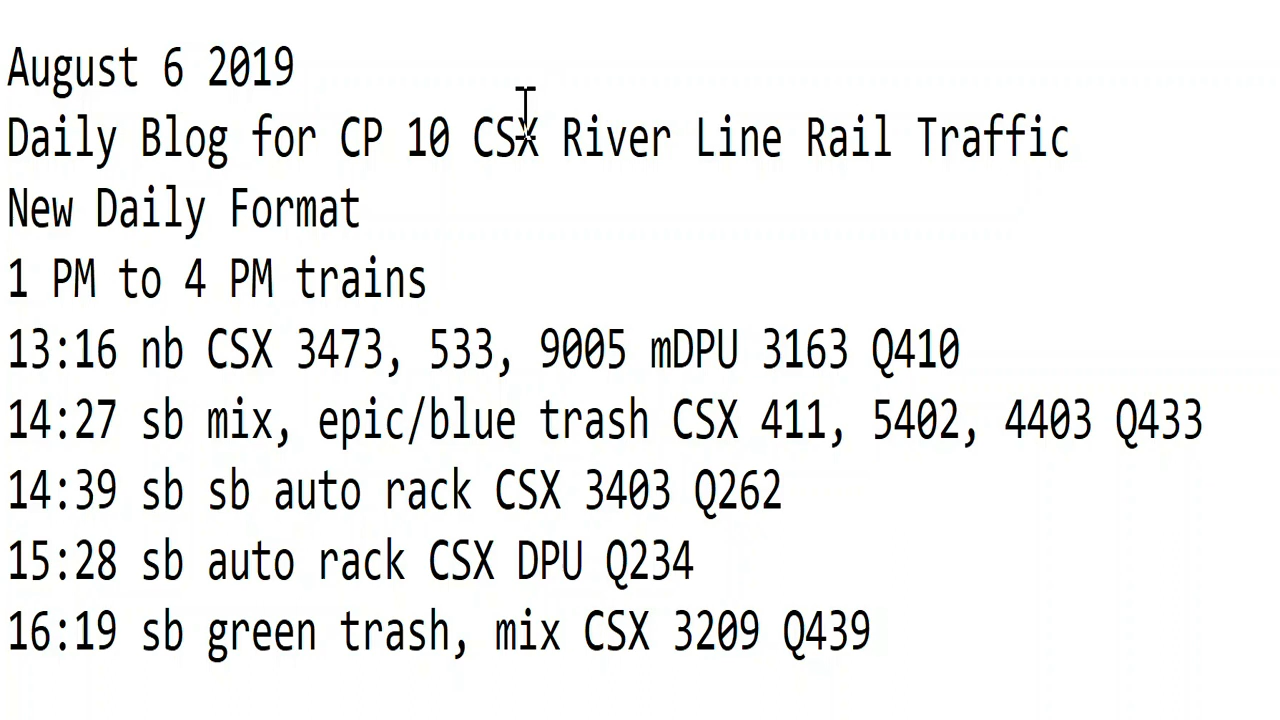 August 6 2019
Daily Blog for CP 10 CSX River Line Rail Traffic
New Daily Format
1 PM to 4 PM trains
13:16 nb CSX 3473, 533, 9005 mDPU 3163 Q410
14:27 sb mix, epic/blue trash CSX 411, 5402, 4403 Q433
14:39 sb sb auto rack CSX 3403 Q262
15:28 sb auto rack CSX DPU Q234
16:19 sb green trash, mix CSX 3209 Q439